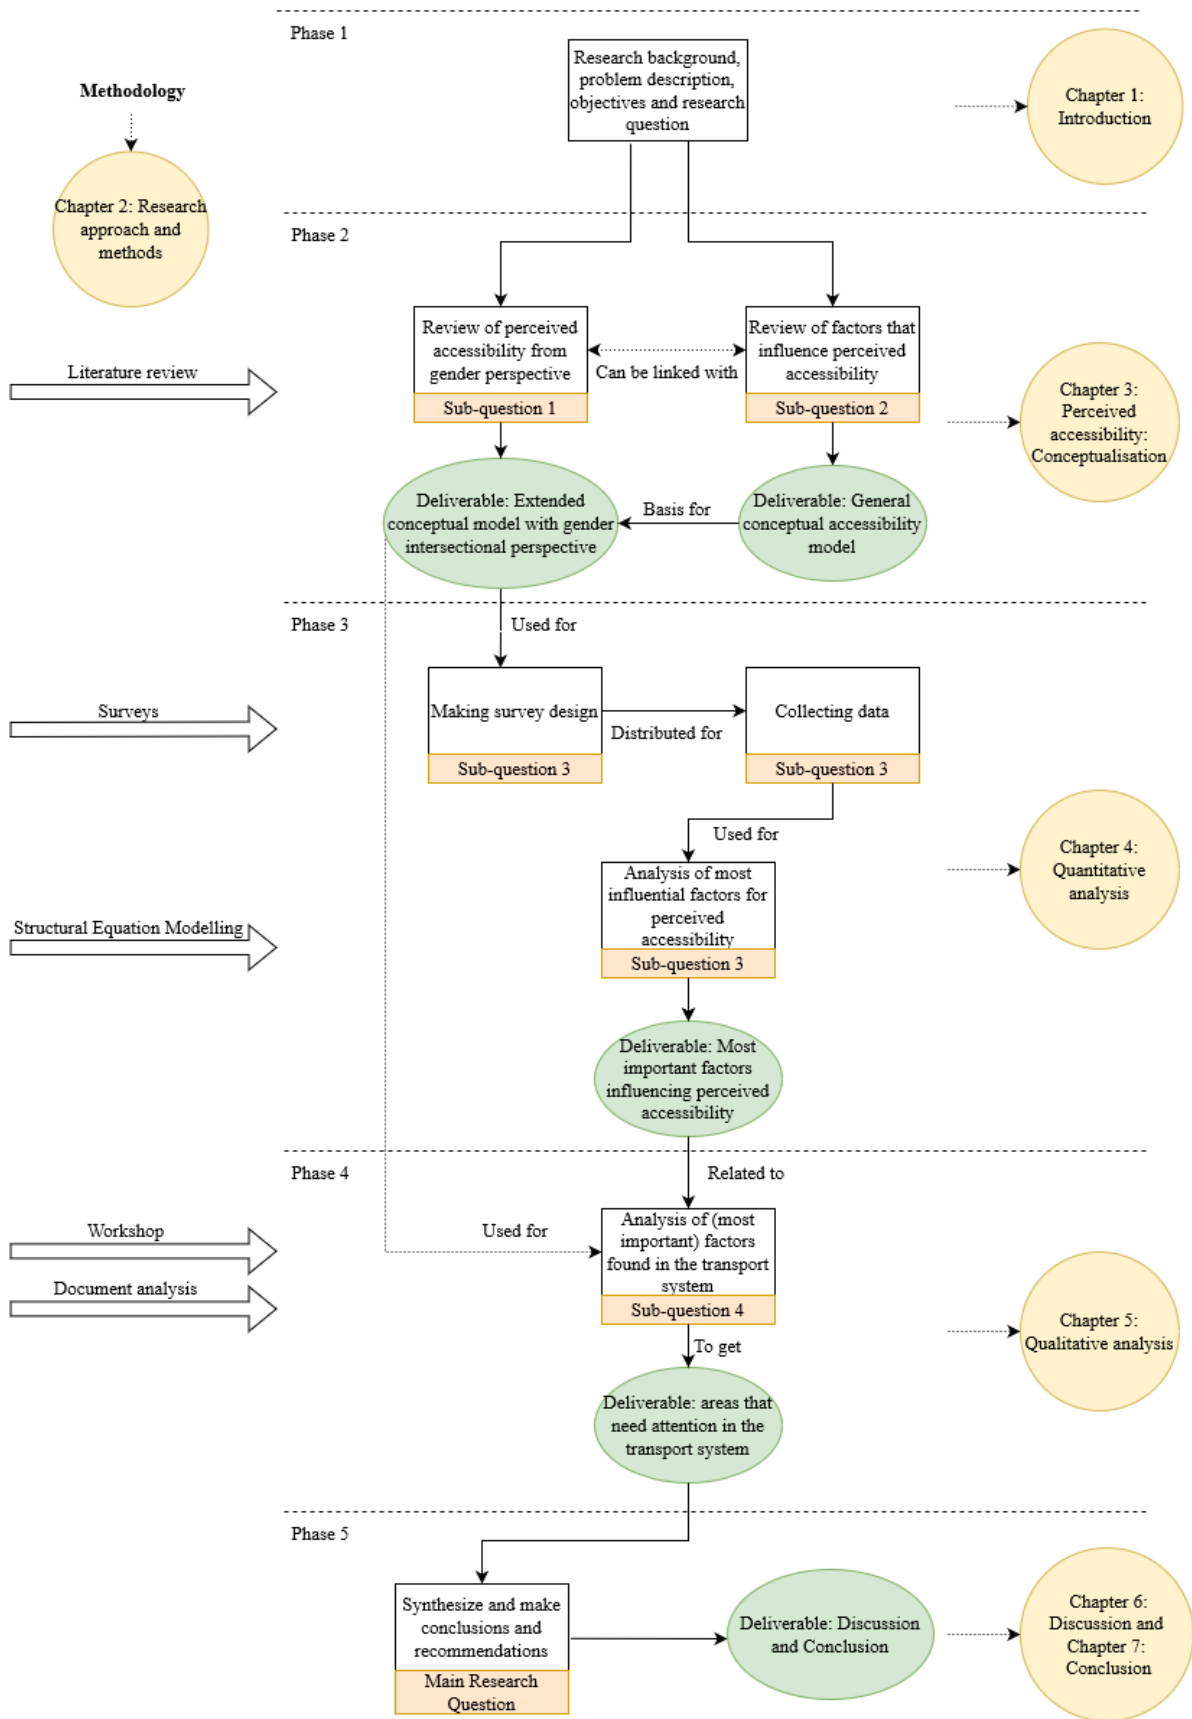 Phase 1
Research background,
problem description,
objectives and research
question
Chapter 1:
Introduction
Methodology
Chapter 2: Research
approach and
methods
Phase 2
Review of perceived
accessibility from
gender perspective
Sub-question 1
Can be linked with
Review of factors that
influence perceived
accessibility
Sub-question 2
Literature review
Chapter 3:
Perceived
accessibility:
Conceptualisation
Deliverable: Extended
conceptual model with gender
intersectional perspective
Basis for
Deliverable: General
conceptual accessibility
model
Phase 3
Used for
Surveys
Making survey design
Sub-question 3
Distributed for
Collecting data
Sub-question 3
Used for
Chapter 4:
Quantitative
analysis
Structural Equation Modelling
Analysis of most
influential factors for
perceived
accessibility
Sub-question 3
Deliverable: Most
important factors
influencing perceived
accessibility
Phase 4
Related to
Workshop
Document analysis
Used for
Analysis of (most
important) factors
found in the transport
system
Sub-question 4
Chapter 5:
Qualitative analysis
To get
Deliverable: areas that
need attention in the
transport system
Phase 5
Synthesize and make
conclusions and
recommendations
Main Research
Question
Deliverable: Discussion
and Conclusion
Chapter 6:
Discussion and
Chapter 7:
Conclusion